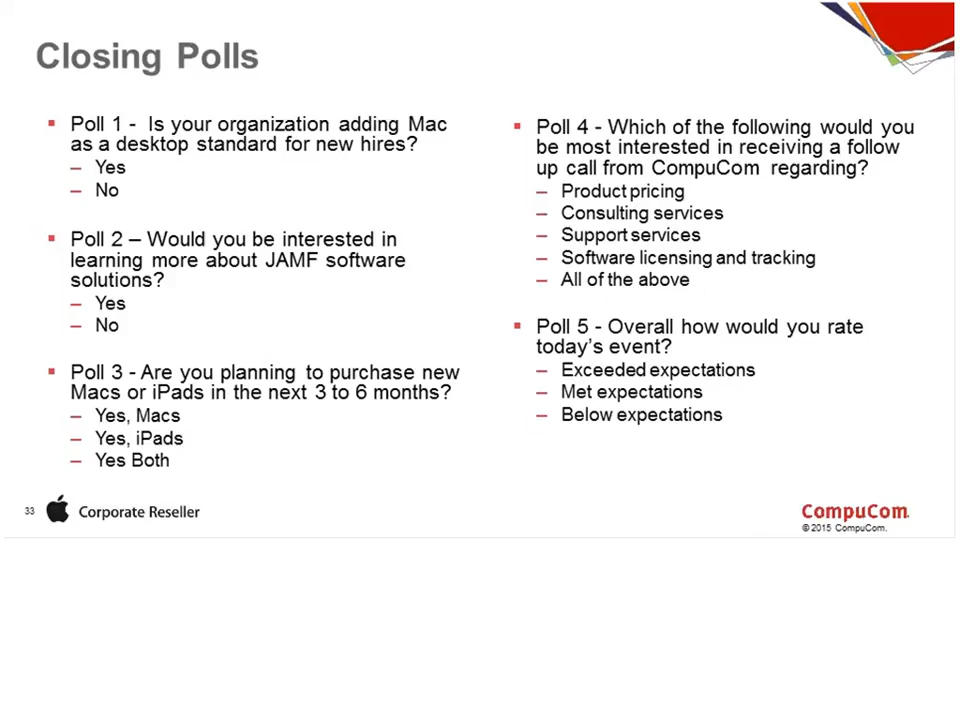 Closing Polls
▪ Poll 1 - Is your organization adding Mac
as a desktop standard for new hires?
– Yes
– No
▪ Poll 2 – Would you be interested in
learning more about JAMF software
solutions?
– Yes
– No
▪ Poll 3 - Are you planning to purchase new
Macs or iPads in the next 3 to 6 months?
– Yes, Macs
– Yes, iPads
– Yes Both
▪ Poll 4 - Which of the following would you
be most interested in receiving a follow
up call from CompuCom regarding?
– Product pricing
– Consulting services
– Support services
– Software licensing and tracking
– All of the above
▪ Poll 5 - Overall how would you rate
today's event?
– Exceeded expectations
– Met expectations
– Below expectations
33
Corporate Reseller
CompuCom.
© 2015 CompuCom.